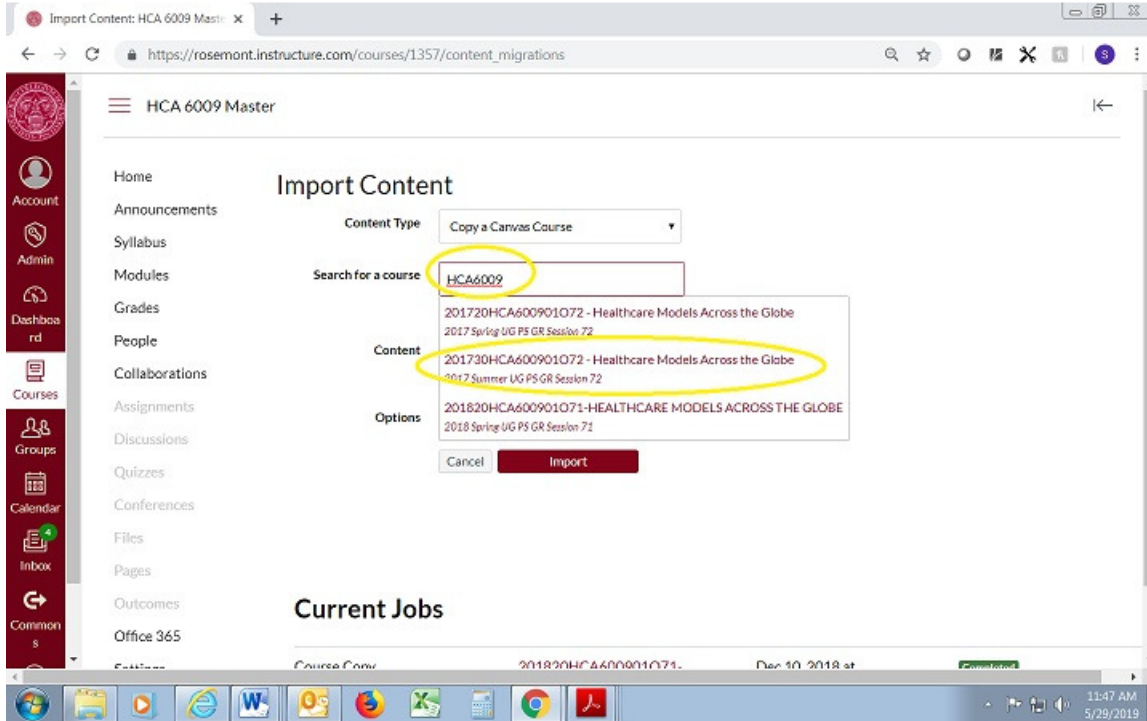 Import Content: HCA 6009 Maste
https://rosemont.instructure.com/courses/1357/content_migrations
S
HCA 6009 Master
Account
Admin
Dashboa
rd
Courses
Groups
Calendar
4
Inbox
Common
s
Home
Announcements
Syllabus
Modules
Grades
People
Collaborations
Assignments
Discussions
Quizzes
Conferences
Files
Pages
Outcomes
Office 365
Settings
Import Content
Content Type
Copy a Canvas Course
Search for a course
HCA6009
201720HCA600901O72 - Healthcare Models Across the Globe
2017 Spring UG PS GR Session 72
Content
201730HCA600901O72 - Healthcare Models Across the Globe
2017 Summer UG PS GR Session 72
Options
201820HCA600901O71-HEALTHCARE MODELS ACROSS THE GLOBE
2018 Spring UG PS GR Session 71
Cancel
Import
Current Jobs
Course Copy
201820HCA600901O71-
Dec 10, 2018 at
Completed
11:47 AM
5/29/2019